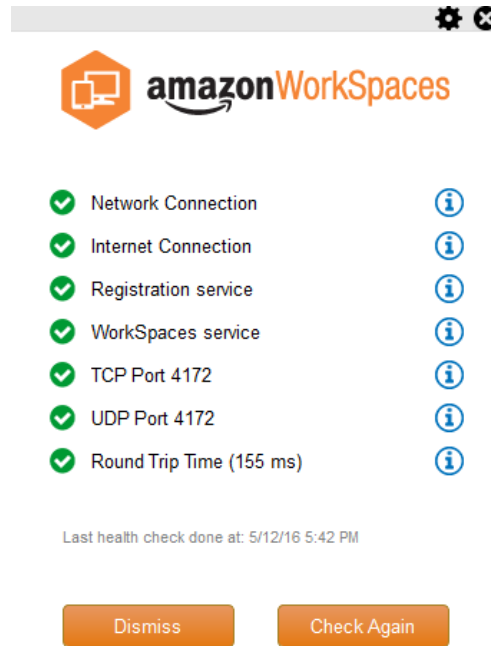 amazonWorkSpaces
Network Connection
Internet Connection
Registration service
WorkSpaces service
TCP Port 4172
UDP Port 4172
Round Trip Time (155 ms)
Last health check done at: 5/12/16 5:42 PM
Dismiss
Check Again